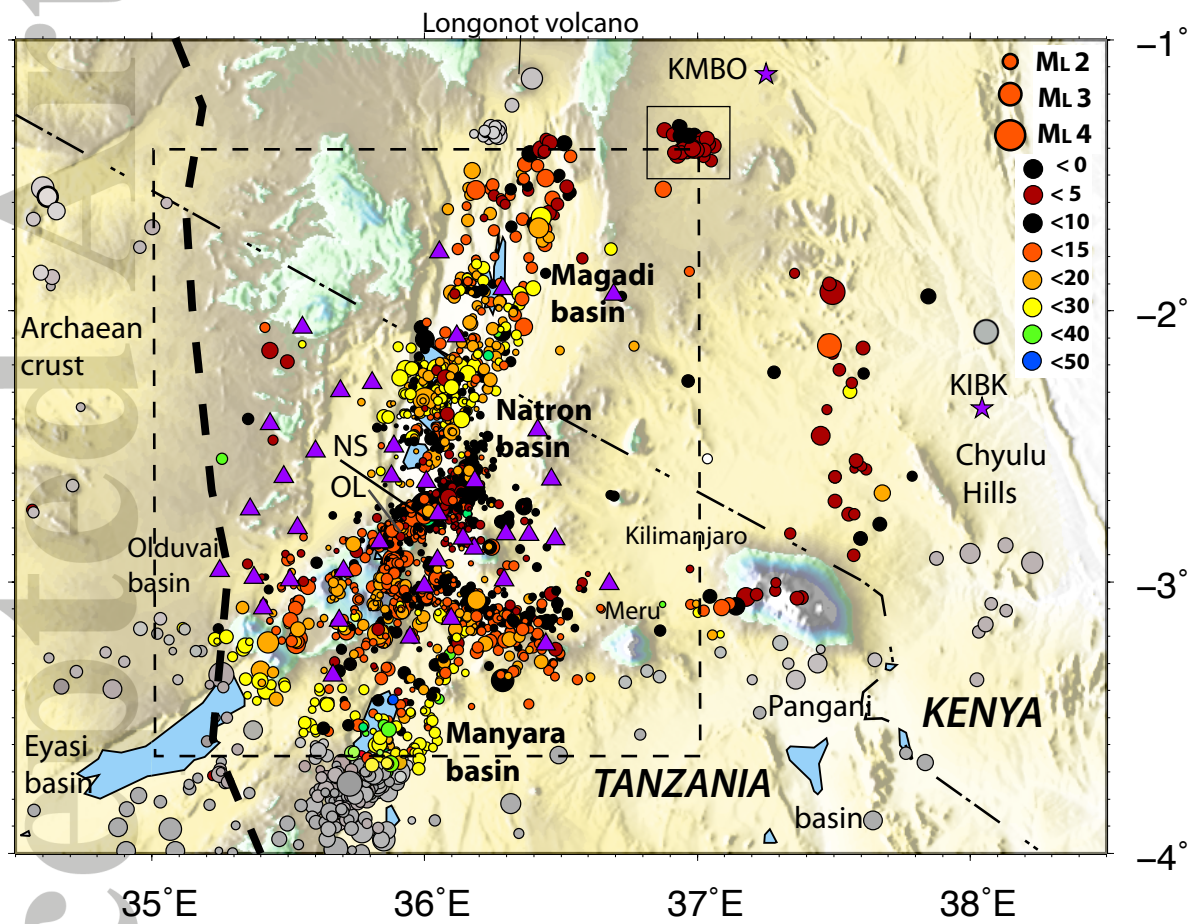 Longonot volcano
−1˚
KMBO
ML 2
ML 3
ML 4
< 0
< 5
<10
<15
<20
<30
<40
<50
Magadi
basin
−2˚
Archaean
crust
KIBK
Natron
basin
NS
OL
Chyulu
Hills
Kilimanjaro
Olduvai
basin
−3˚
Meru
Pangani
KENYA
Eyasi
basin
Manyara
basin
TANZANIA
basin
−4˚
35˚E
36˚E
37˚E
38˚E